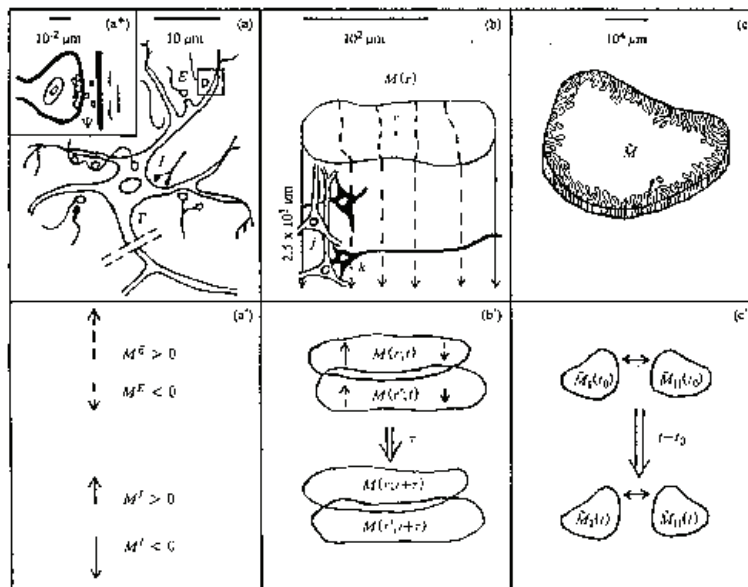 (a*)
10⁻² μm
(a)
10 μm
E
I
(b)
10² μm
M(r)
r
2.5 x 10³ μm
j
k
(c
10⁴ μm
M̃
(a')
M^E < 0
M^I > 0
M^I < 0
(b')
M(r;t)
M(r';t)
τ
M(r;t+τ)
M(r';t+τ)
(c'
M̃_I(t₀)
M̃_II(t₀)
t−t₀
M̃_I(t)
M̃_II(t)